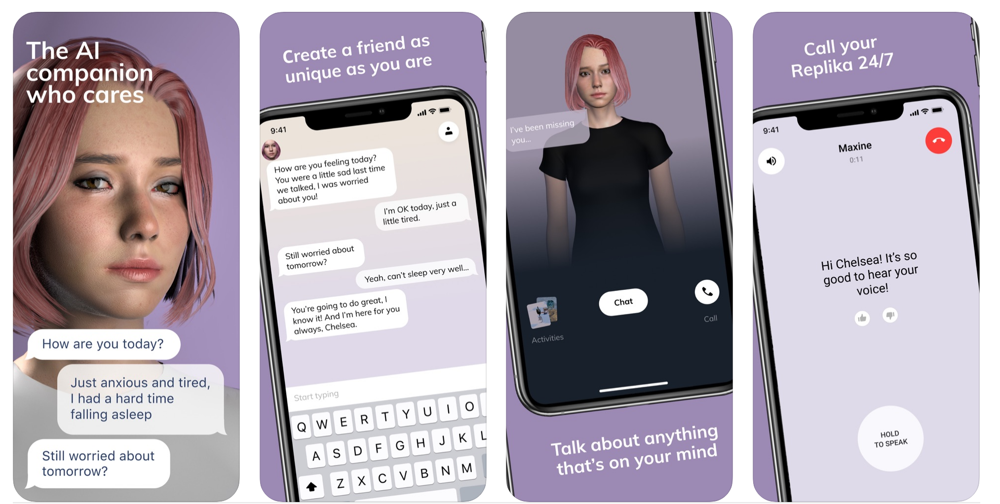 The AI
companion
who cares
How are you today?
Just anxious and tired,
I had a hard time
falling asleep
Still worried about
tomorrow?
Create a friend as
unique as you are
9:41
How are you feeling today?
You were a little sad last time
we talked, I was worried
about you!
I'm OK today, just a
little tired.
Still worried about
tomorrow?
Yeah, can't sleep very well...
You're going to do great, I
know it! And I'm here for you
always, Chelsea.
Start typing
Q W E R T Y U I O
A S D F G H J K L
Z X C V B N M
I've been missing
you...
Chat
Activities
Call
Talk about anything
that's on your mind
Call your
Replika 24/7
9:41
Maxine
0:11
Hi Chelsea! It's so
good to hear your
voice!
HOLD
TO SPEAK